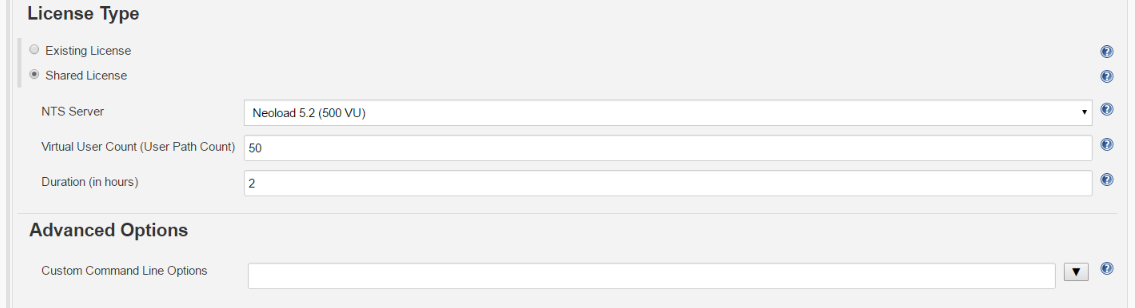 License Type
Existing License
Shared License
NTS Server Neoload 5.2 (500 VU)
Virtual User Count (User Path Count) 50
Duration (in hours) 2
Advanced Options
Custom Command Line Options